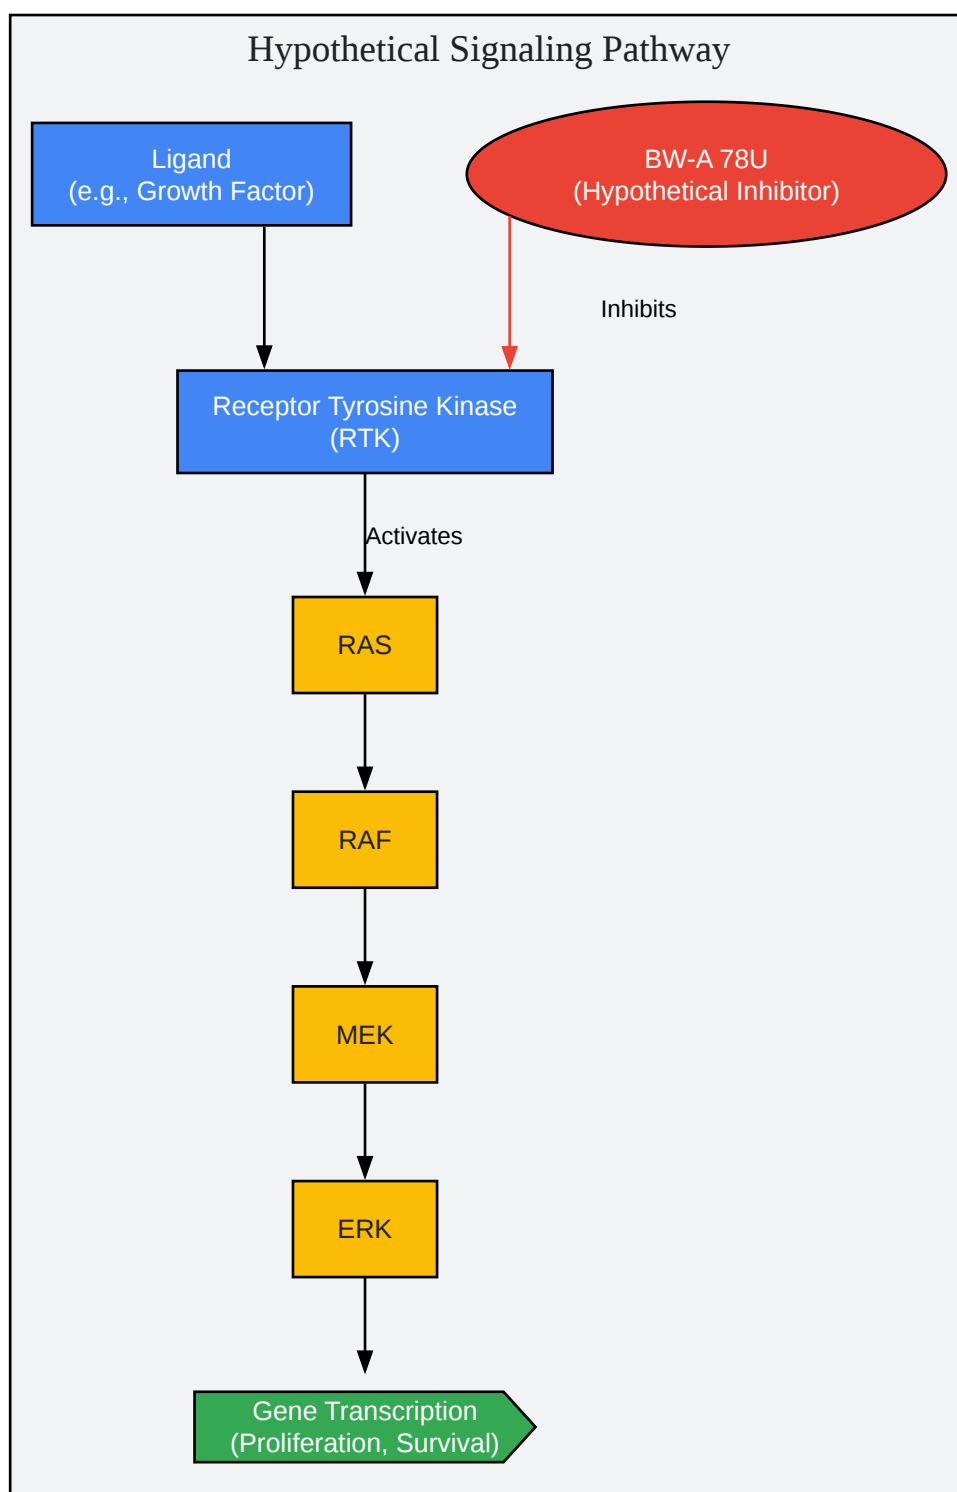 Hypothetical Signaling Pathway
Ligand
(e.g., Growth Factor)
BW-A 78U
(Hypothetical Inhibitor)
Inhibits
Receptor Tyrosine Kinase
(RTK)
Activates
RAS
RAF
MEK
ERK
Gene Transcription
(Proliferation, Survival)